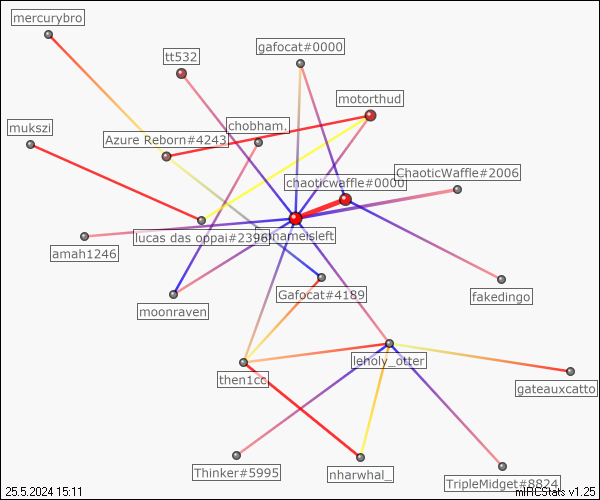 mercurybro
gafocat#0000
tt532
motorthud
mukszi
chobham.
Azure Reborn#4243
ChaoticWaffle#2006
chaoticwaffle#0000
lucas das oppai#2396
nameisleft
amah1246
Gafocat#4189
fakedingo
moonraven
leholy_otter
then1cc
gateauxcatto
Thinker#5995
nharwhal_
TripleMidget#8824
25.5.2024 15:11
mIRCStats v1.25